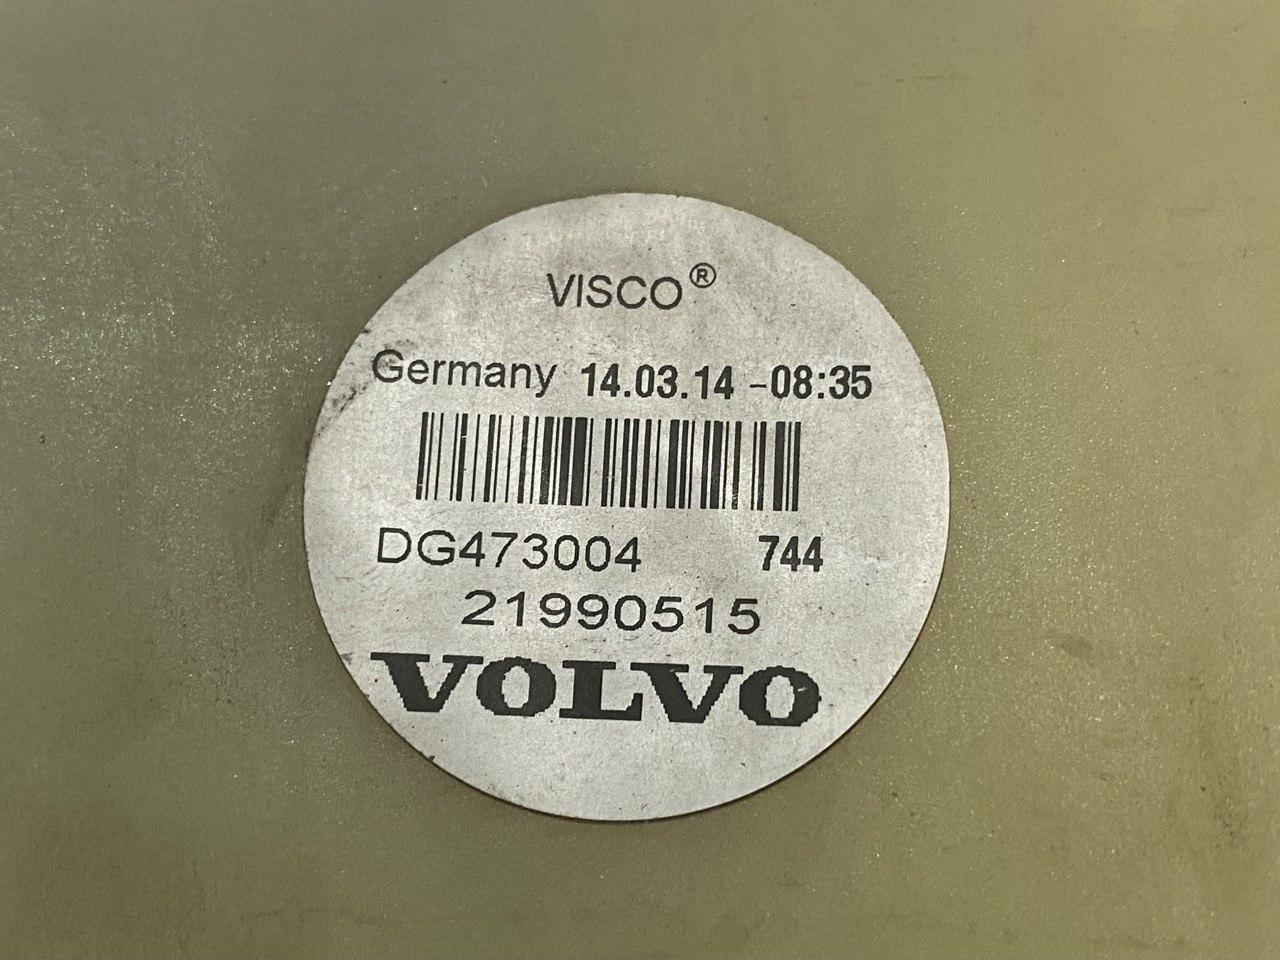 VISCO®
Germany 14.03.14 -08:35
DG473004 744
21990515
VOLVO